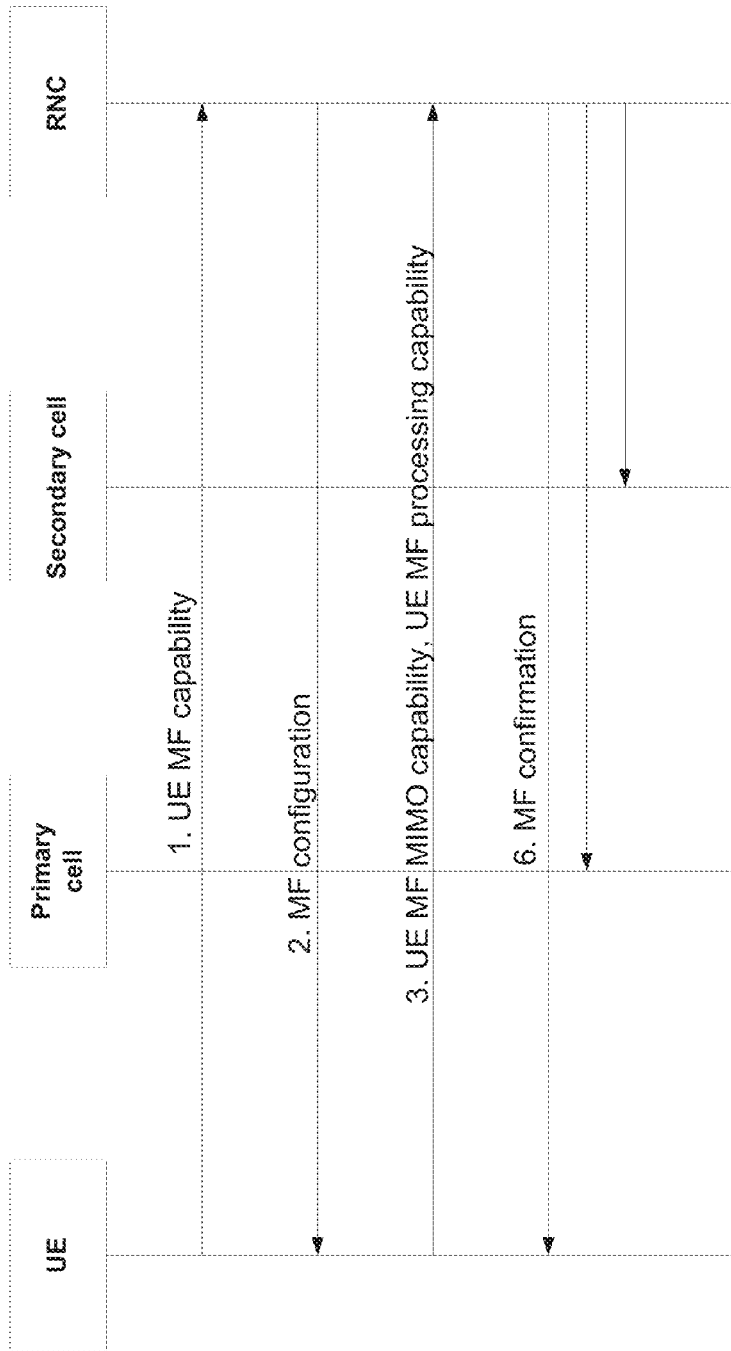 UE
Primary
cell
Secondary cell
RNC
1. UE MF capability
2. MF configuration
3. UE MF MIMO capability, UE MF processing capability
6. MF confirmation